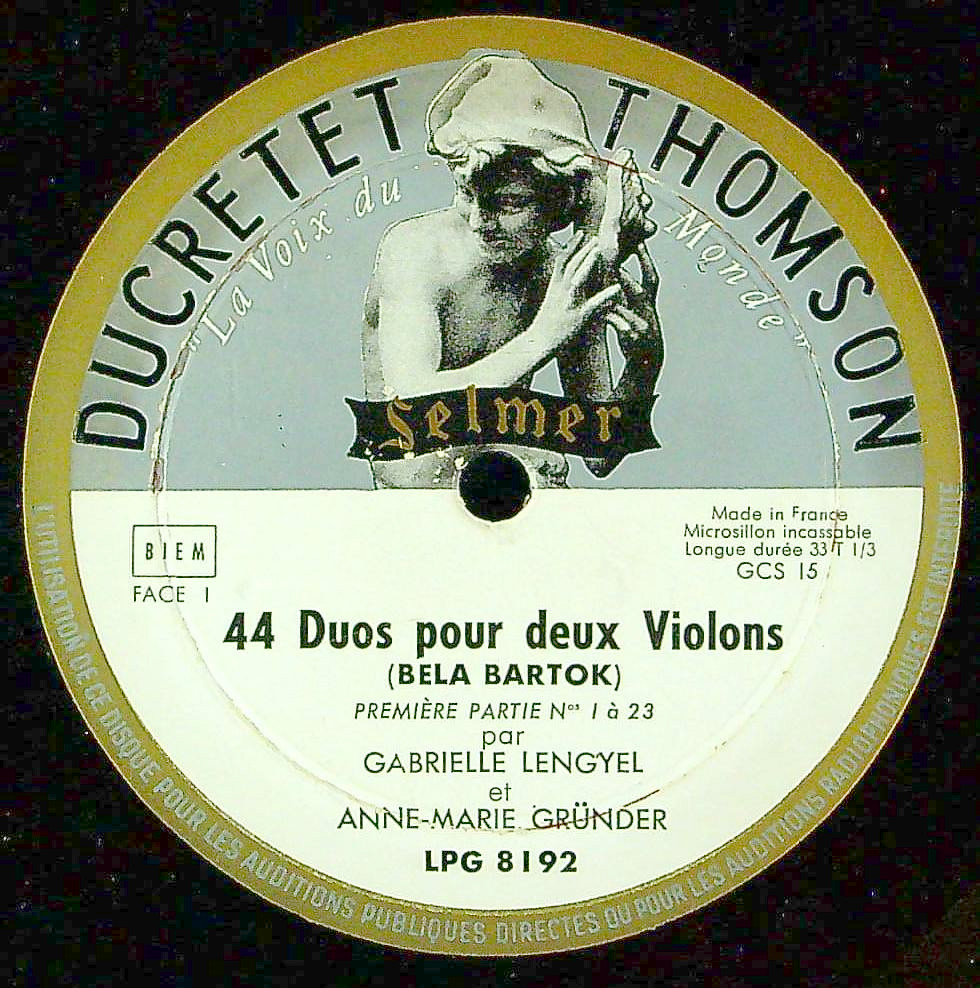 DUCRETET THOMSON
"La Voix du Monde"
Selmer
BIEM
FACE 1
Made in France
Microsillon incassable
Longue durée 33 T 1/3
GCS 15
44 Duos pour deux Violons
(BELA BARTOK)
PREMIÈRE PARTIE Nos 1 à 23
par
GABRIELLE LENGYEL
et
ANNE-MARIE GRÜNDER
LPG 8192
L'UTILISATION DE CE DISQUE POUR LES AUDITIONS PUBLIQUES DIRECTES OU POUR LES AUDITIONS RADIOPHONIQUES EST INTERDITE